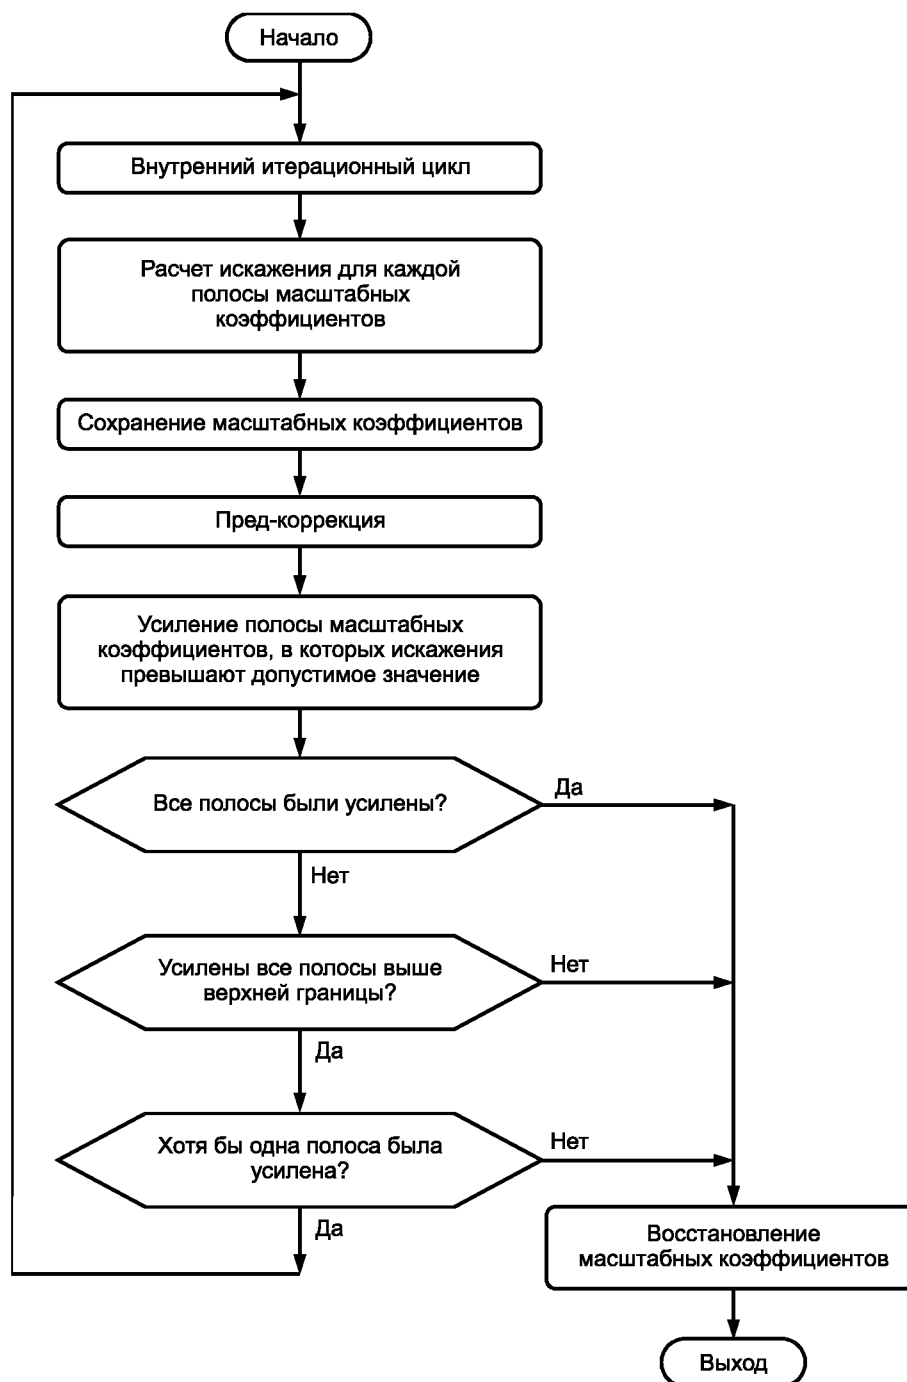 Начало
Внутренний итерационный цикл
Расчет искажения для каждой
полосы масштабных
коэффициентов
Сохранение масштабных коэффициентов
Пред-коррекция
Усиление полосы масштабных
коэффициентов, в которых искажения
превышают допустимое значение
Все полосы были усилены?
Да
Нет
Усилены все полосы выше
верхней границы?
Нет
Да
Хотя бы одна полоса была
усилена?
Нет
Да
Восстановление
масштабных коэффициентов
Выход